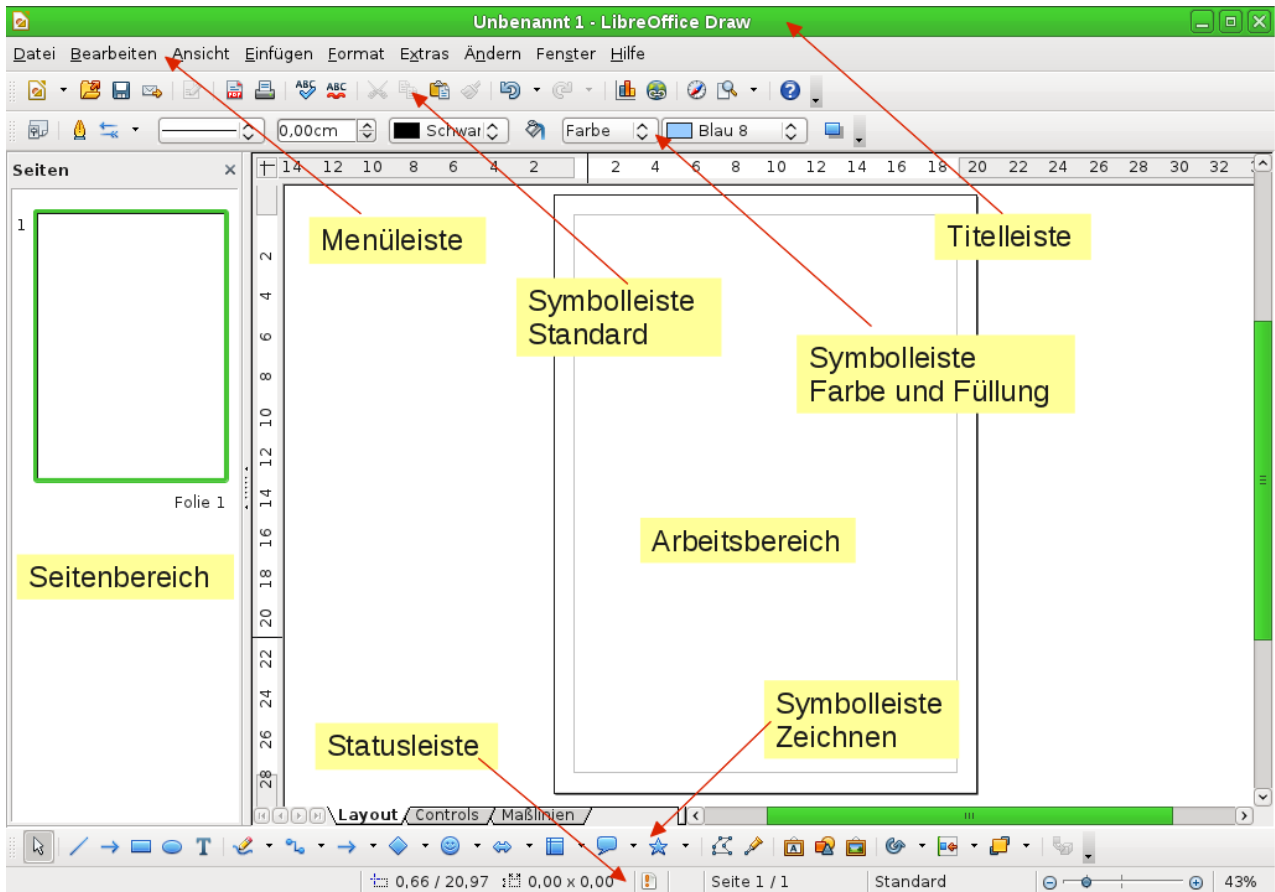 Unbenannt 1 - LibreOffice Draw
Datei Bearbeiten Ansicht Einfügen Format Extras Ändern Fenster Hilfe
ABC ABC
0,00cm Schwar Farbe Blau 8
Seiten
14 12 10 8 6 4 2 2 4 6 8 10 12 14 16 18 20 22 24 26 28 30 32
1
Folie 1
Seitenbereich
2
4
6
8
10
12
14
16
18
20
22
24
26
28
Menüleiste
Titelleiste
Symbolleiste
Standard
Symbolleiste
Farbe und Füllung
Arbeitsbereich
Symbolleiste
Zeichnen
Statusleiste
Layout Controls Maßlinien
T
0,66 / 20,97 0,00 x 0,00 Seite 1 / 1 Standard 43%